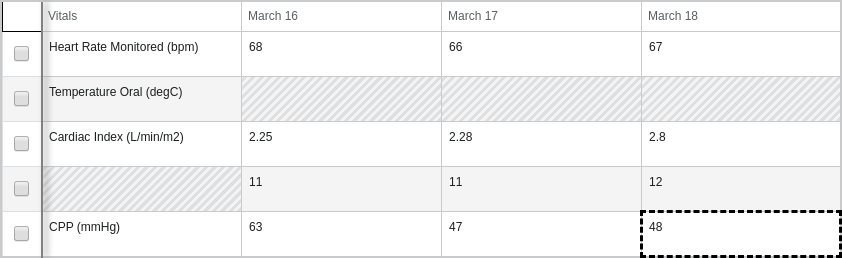 Vitals March 16 March 17 March 18
Heart Rate Monitored (bpm) 68 66 67
Temperature Oral (degC)
Cardiac Index (L/min/m2) 2.25 2.28 2.8
11 11 12
CPP (mmHg) 63 47 48